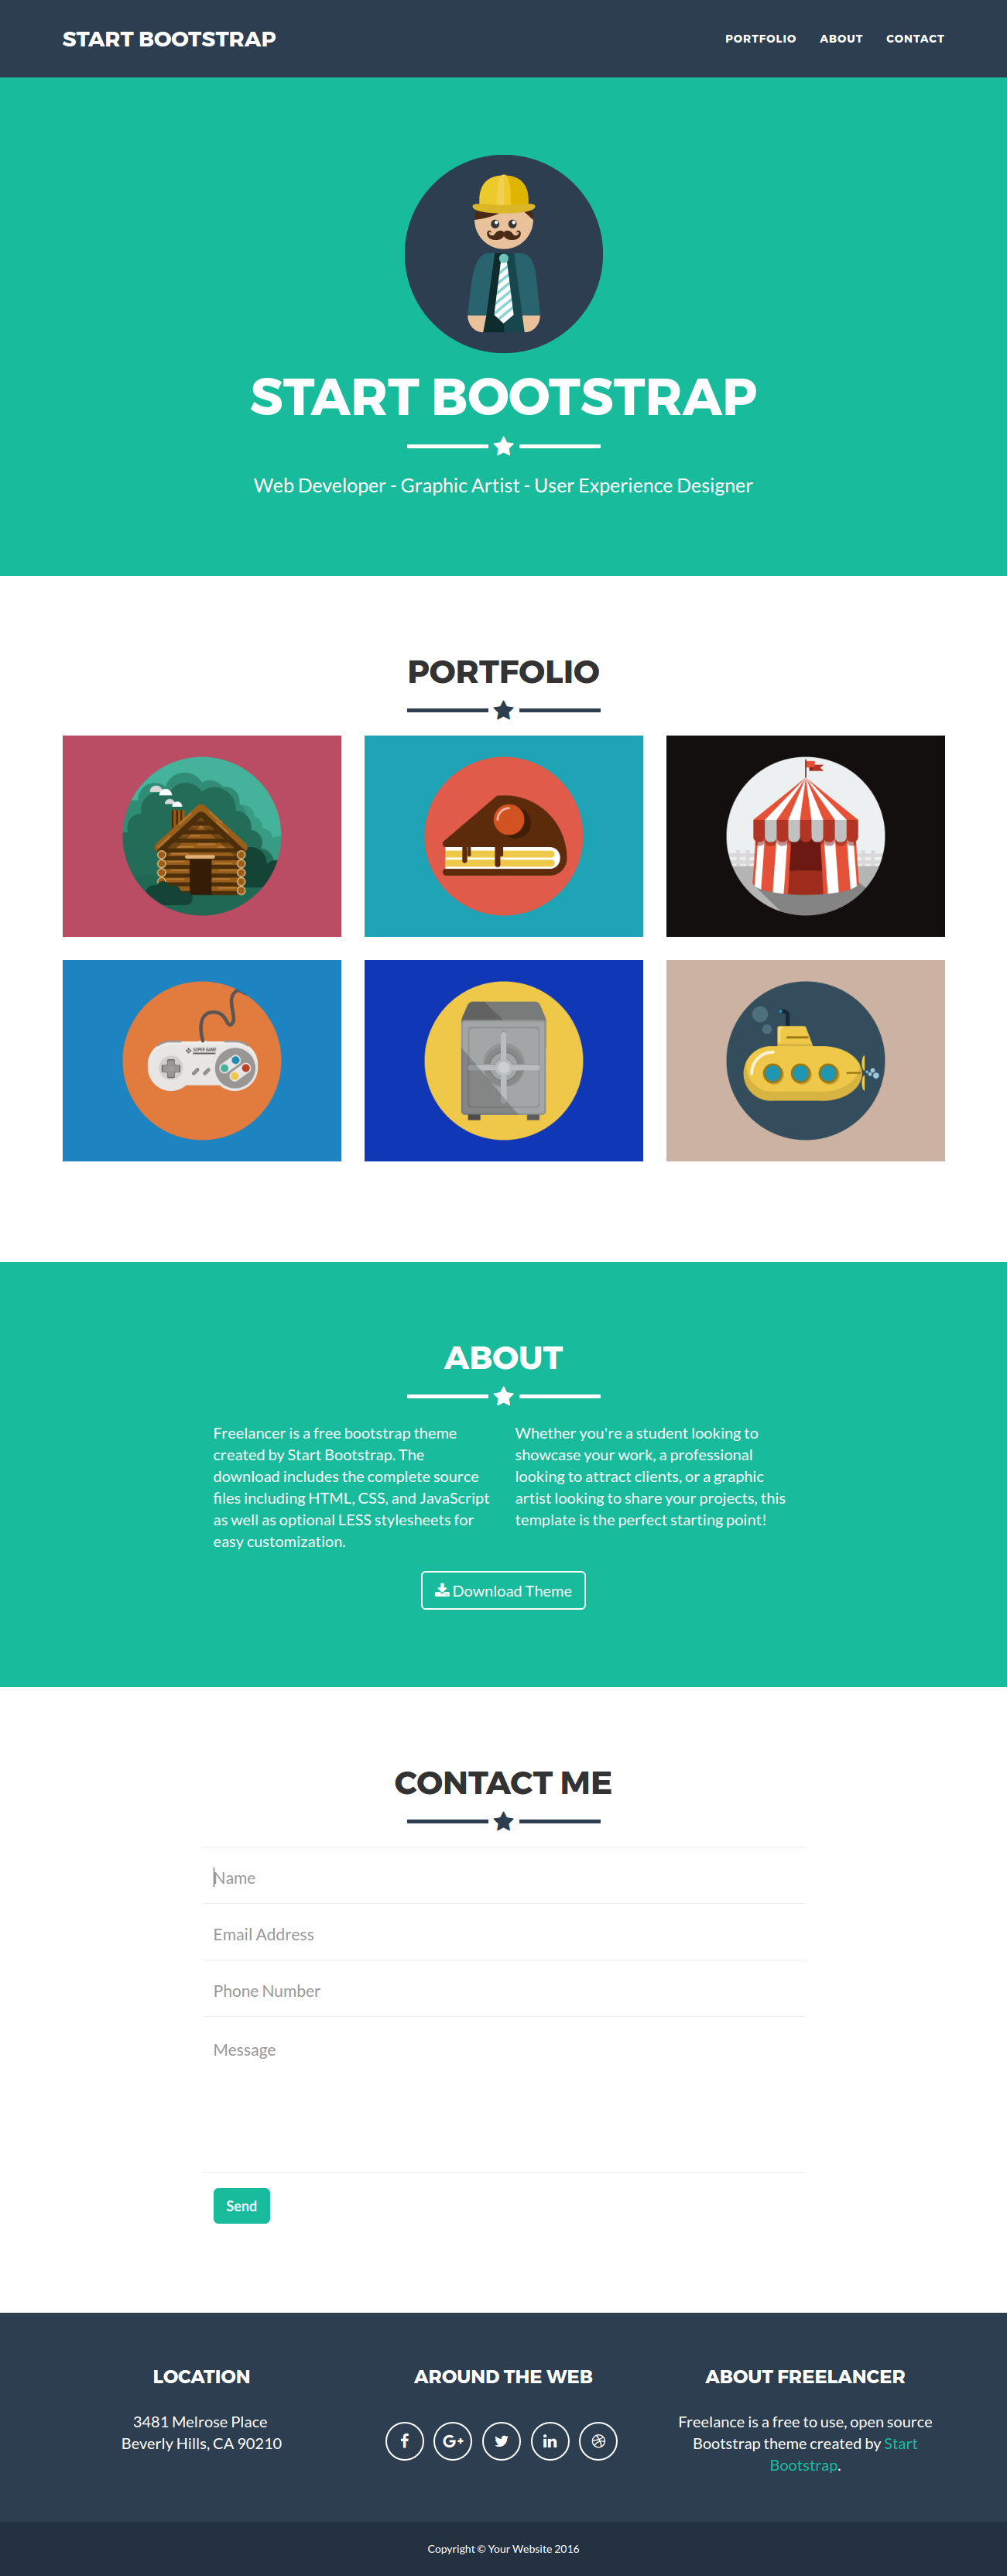 START BOOTSTRAP
PORTFOLIO
ABOUT
CONTACT
START BOOTSTRAP
Web Developer - Graphic Artist - User Experience Designer
PORTFOLIO
SUPER GAME
ABOUT
Freelancer is a free bootstrap theme
created by Start Bootstrap. The
download includes the complete source
files including HTML, CSS, and JavaScript
as well as optional LESS stylesheets for
easy customization.
Whether you're a student looking to
showcase your work, a professional
looking to attract clients, or a graphic
artist looking to share your projects, this
template is the perfect starting point!
Download Theme
CONTACT ME
Name
Email Address
Phone Number
Message
Send
LOCATION
3481 Melrose Place
Beverly Hills, CA 90210
AROUND THE WEB
ABOUT FREELANCER
Freelance is a free to use, open source
Bootstrap theme created by Start
Bootstrap.
Copyright © Your Website 2016